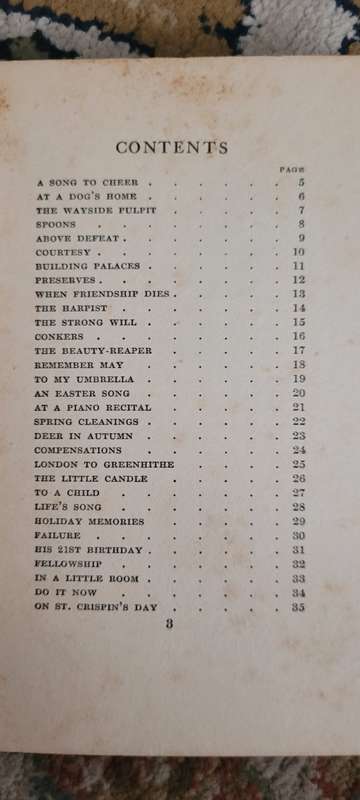 CONTENTS
PAGE
A SONG TO CHEER . . . . . . 5
AT A DOG'S HOME . . . . . . 6
THE WAYSIDE PULPIT . . . . . 7
SPOONS . . . . . . . 8
ABOVE DEFEAT . . . . . . . 9
COURTESY . . . . . . . 10
BUILDING PALACES . . . . . . 11
PRESERVES . . . . . . . 12
WHEN FRIENDSHIP DIES . . . . . 13
THE HARPIST . . . . . . 14
THE STRONG WILL . . . . . . 15
CONKERS . . . . . . . 16
THE BEAUTY-REAPER . . . . . 17
REMEMBER MAY . . . . . . 18
TO MY UMBRELLA . . . . . . 19
AN EASTER SONG . . . . . . 20
AT A PIANO RECITAL . . . . . 21
SPRING CLEANINGS . . . . . . 22
DEER IN AUTUMN . . . . . . 23
COMPENSATIONS . . . . . . 24
LONDON TO GREENHITHE . . . . 25
THE LITTLE CANDLE . . . . . 26
TO A CHILD . . . . . . 27
LIFE'S SONG . . . . . . 28
HOLIDAY MEMORIES . . . . . 29
FAILURE . . . . . . . 30
HIS 21ST BIRTHDAY . . . . . . 31
FELLOWSHIP . . . . . . 32
IN A LITTLE ROOM . . . . . . 33
DO IT NOW . . . . . . 34
ON ST. CRISPIN'S DAY . . . . . 35
3